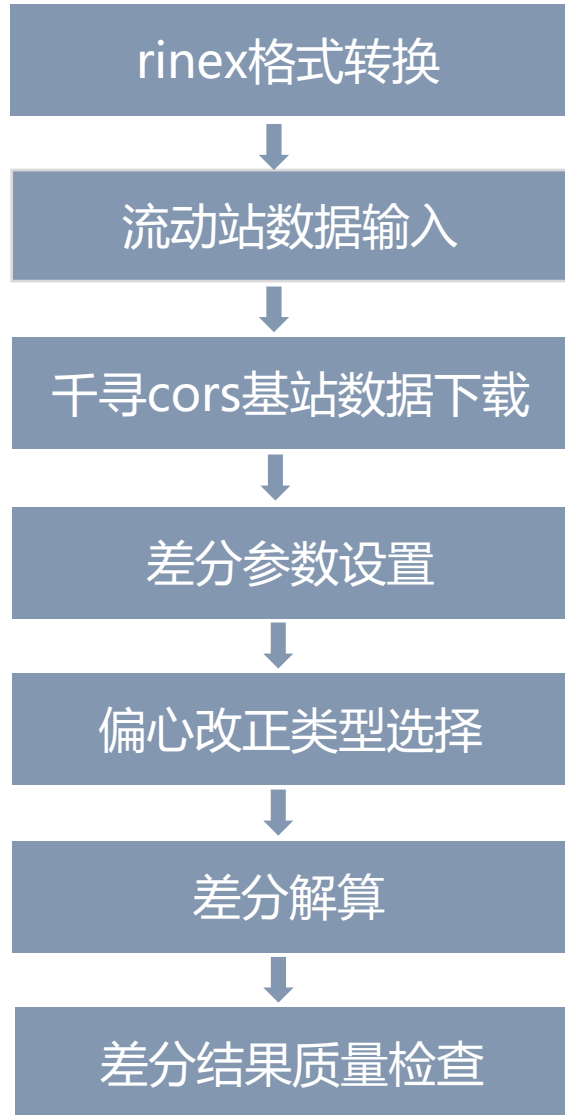 rinex格式转换
流动站数据输入
千寻cors基站数据下载
差分参数设置
偏心改正类型选择
差分解算
差分结果质量检查